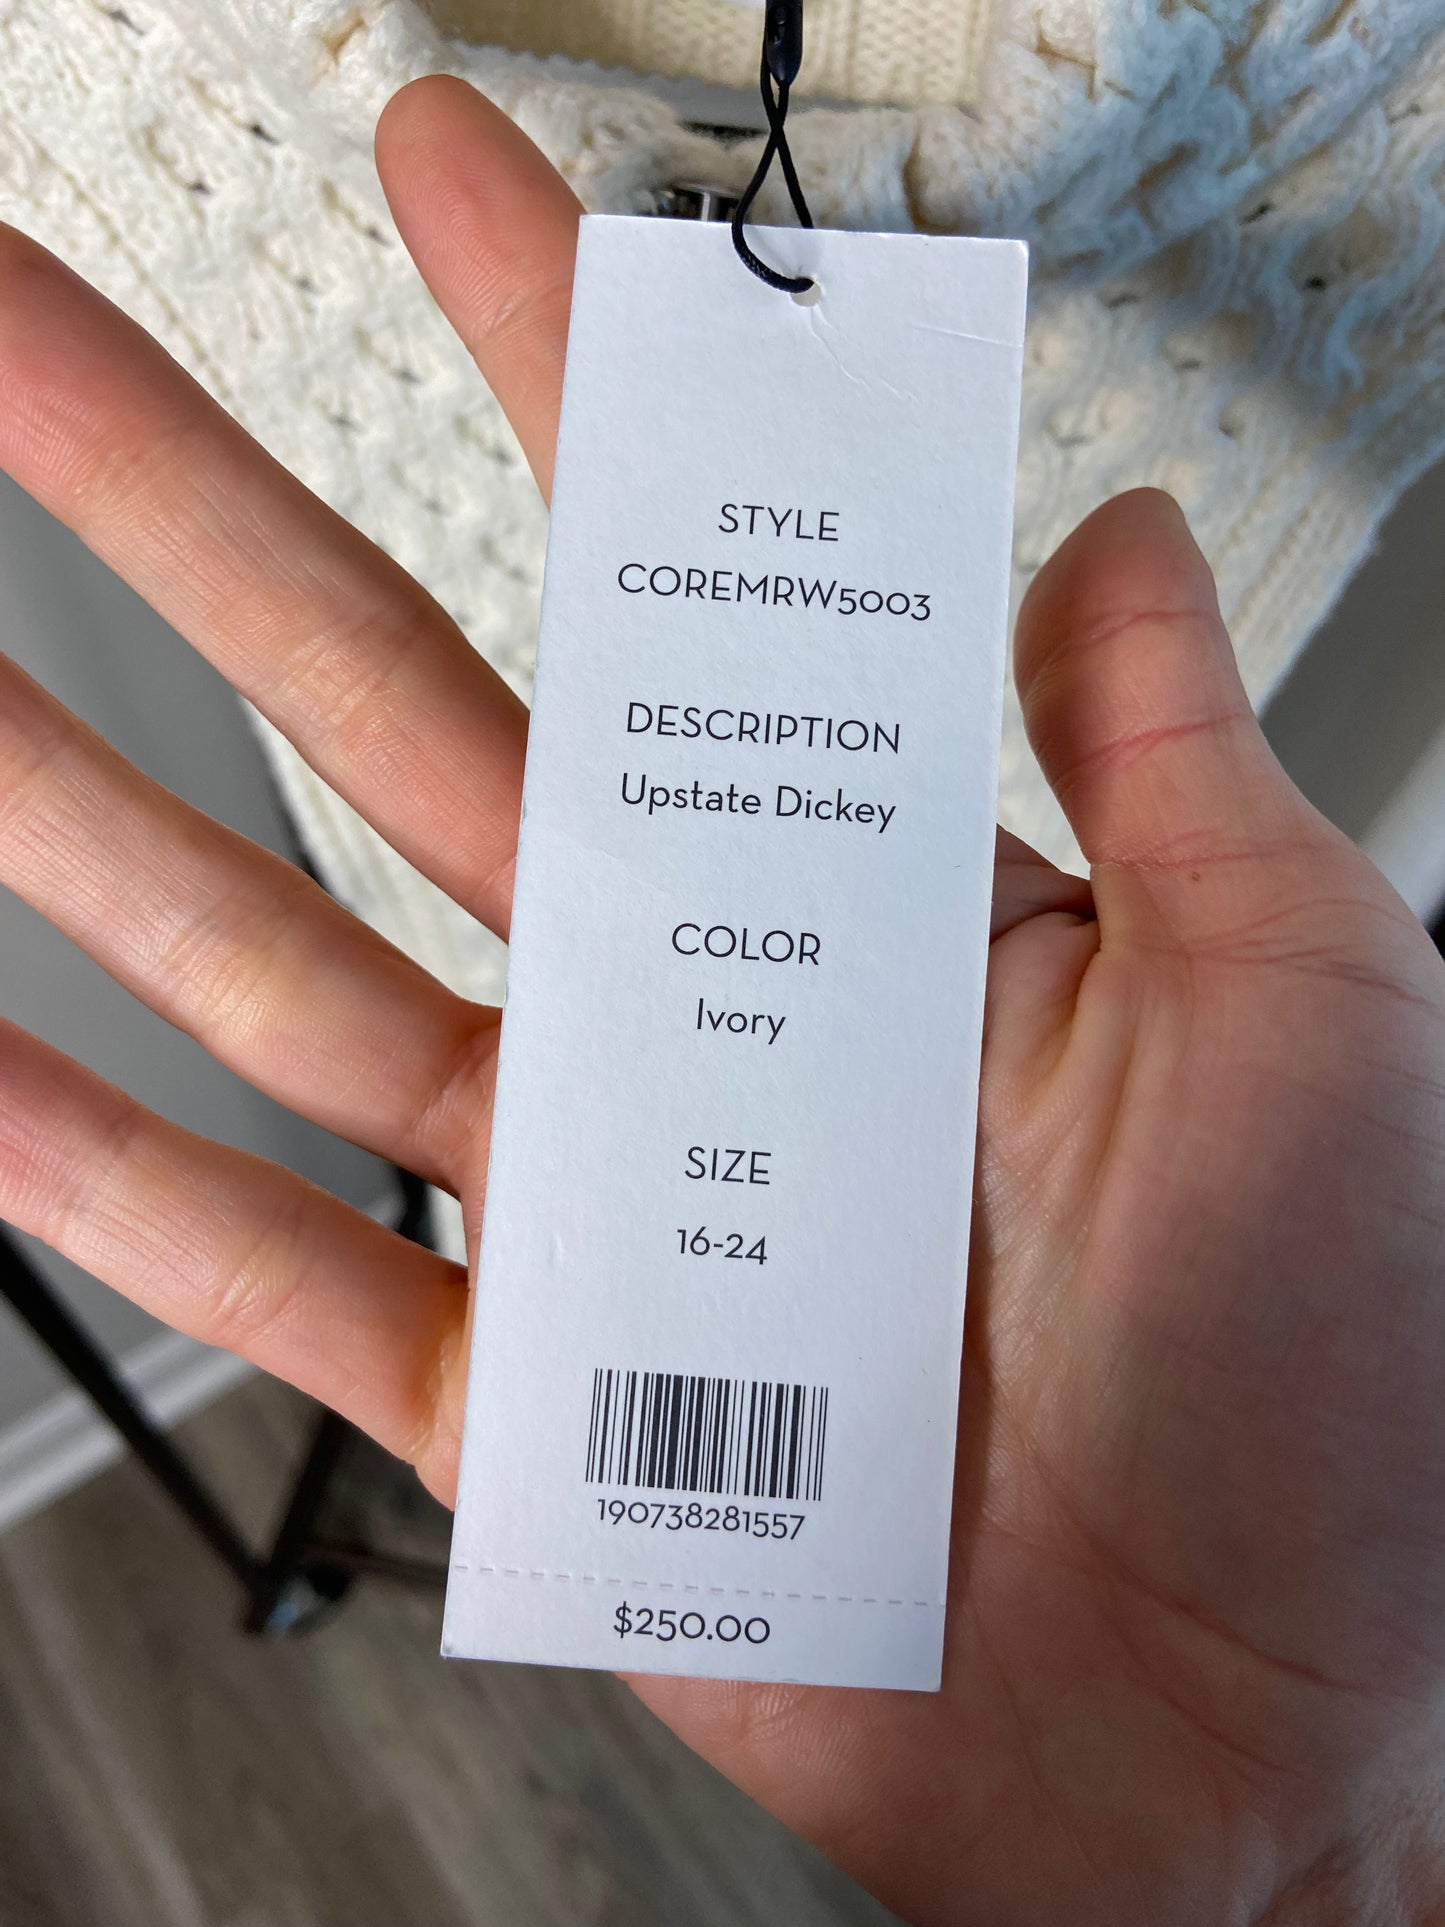 STYLE
COREMRW5003
DESCRIPTION
Upstate Dickey
COLOR
Ivory
SIZE
16-24
190738281557
$250.00